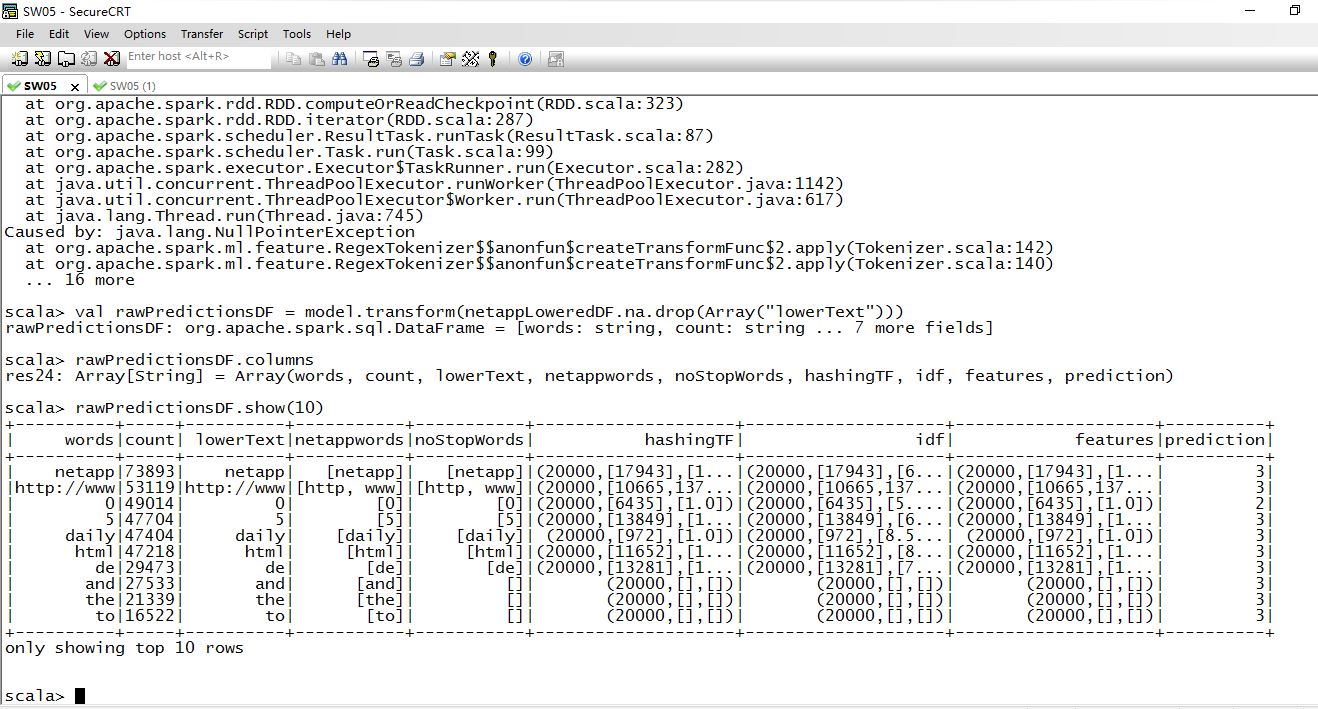 SW05 - SecureCRT
File Edit View Options Transfer Script Tools Help
Enter host <Alt+R>
SW05 x SW05 (1)
at org.apache.spark.rdd.RDD.computeOrReadCheckpoint(RDD.scala:323)
at org.apache.spark.rdd.RDD.iterator(RDD.scala:287)
at org.apache.spark.scheduler.ResultTask.runTask(ResultTask.scala:87)
at org.apache.spark.scheduler.Task.run(Task.scala:99)
at org.apache.spark.executor.Executor$TaskRunner.run(Executor.scala:282)
at java.util.concurrent.ThreadPoolExecutor.runWorker(ThreadPoolExecutor.java:1142)
at java.util.concurrent.ThreadPoolExecutor$Worker.run(ThreadPoolExecutor.java:617)
at java.lang.Thread.run(Thread.java:745)
Caused by: java.lang.NullPointerException
at org.apache.spark.ml.feature.RegexTokenizer$$anonfun$createTransformFunc$2.apply(Tokenizer.scala:142)
at org.apache.spark.ml.feature.RegexTokenizer$$anonfun$createTransformFunc$2.apply(Tokenizer.scala:140)
... 16 more
scala> val rawPredictionsDF = model.transform(netappLoweredDF.na.drop(Array("lowerText")))
rawPredictionsDF: org.apache.spark.sql.DataFrame = [words: string, count: string ... 7 more fields]
scala> rawPredictionsDF.columns
res24: Array[String] = Array(words, count, lowerText, netappwords, noStopWords, hashingTF, idf, features, prediction)
scala> rawPredictionsDF.show(10)
+----------+-----+----------+-----------+-----------+--------------------+--------------------+--------------------+----------+
|     words|count| lowerText|netappwords|noStopWords|           hashingTF|                 idf|            features|prediction|
+----------+-----+----------+-----------+-----------+--------------------+--------------------+--------------------+----------+
|    netapp|73893|    netapp|   [netapp]|   [netapp]|(20000,[17943],[1...|(20000,[17943],[6...|(20000,[17943],[1...|         3|
|http://www|53119|http://www|[http, www]|[http, www]|(20000,[10665,137...|(20000,[10665,137...|(20000,[10665,137...|         3|
|         0|49014|         0|        [0]|        [0]|(20000,[6435],[1.0])|(20000,[6435],[5....|(20000,[6435],[1.0])|         2|
|         5|47704|         5|        [5]|        [5]|(20000,[13849],[1...|(20000,[13849],[6...|(20000,[13849],[1...|         3|
|     daily|47404|     daily|    [daily]|    [daily]| (20000,[972],[1.0])|(20000,[972],[8.5...| (20000,[972],[1.0])|         3|
|      html|47218|      html|     [html]|     [html]|(20000,[11652],[1...|(20000,[11652],[8...|(20000,[11652],[1...|         3|
|        de|29473|        de|       [de]|       [de]|(20000,[13281],[1...|(20000,[13281],[7...|(20000,[13281],[1...|         3|
|       and|27533|       and|      [and]|         []|       (20000,[],[])|       (20000,[],[])|       (20000,[],[])|         3|
|       the|21339|       the|      [the]|         []|       (20000,[],[])|       (20000,[],[])|       (20000,[],[])|         3|
|        to|16522|        to|       [to]|         []|       (20000,[],[])|       (20000,[],[])|       (20000,[],[])|         3|
+----------+-----+----------+-----------+-----------+--------------------+--------------------+--------------------+----------+
only showing top 10 rows
scala>